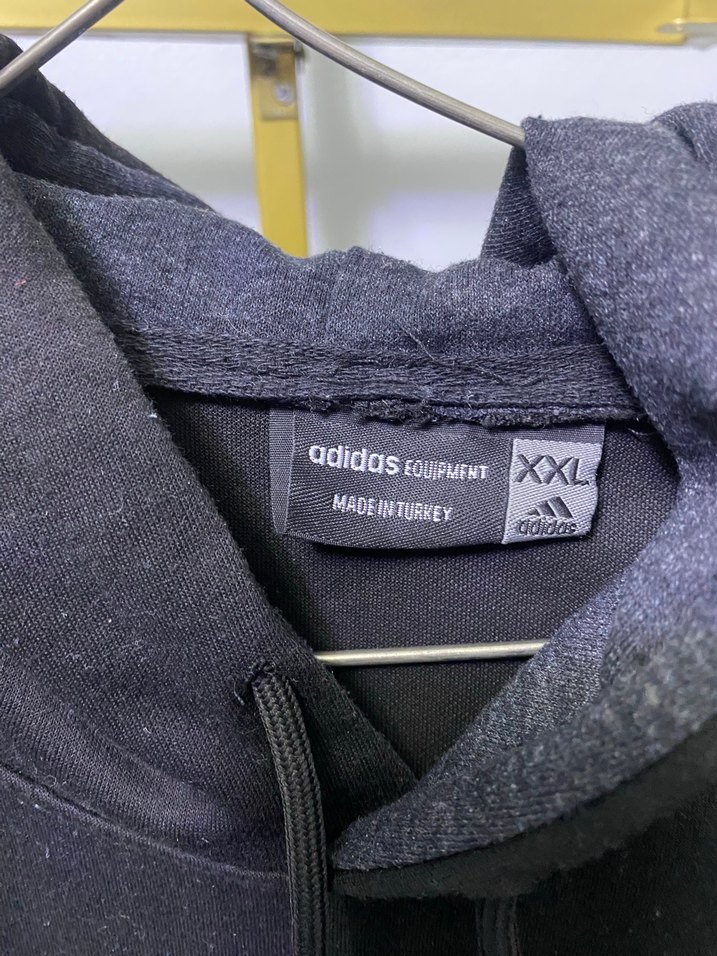 adidas EQUIPMENT
MADE IN TURKEY
XXL
adidas